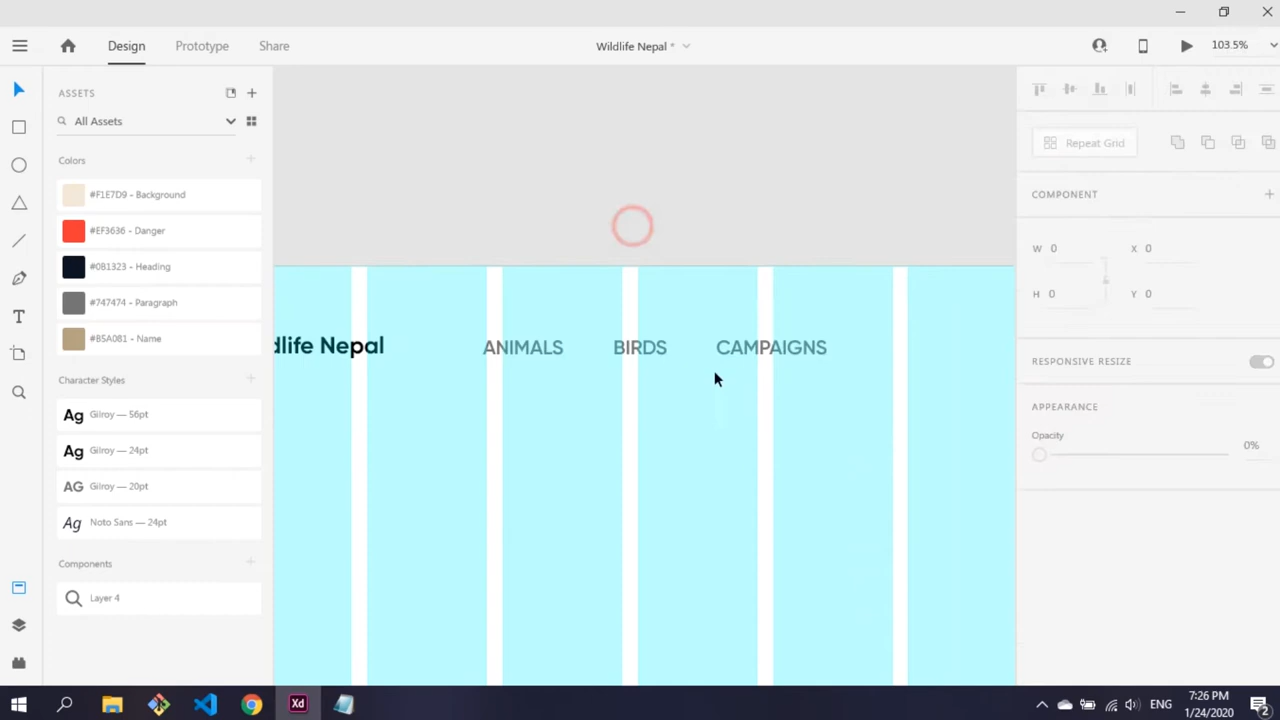 Design
Prototype
Share
Wildlife Nepal *
103.5%
ASSETS
All Assets
Colors
#F1E7D9 - Background
#EF3636 - Danger
#0B1323 - Heading
#747474 - Paragraph
#B5A081 - Name
Character Styles
Ag Gilroy — 56pt
Ag Gilroy — 24pt
AG Gilroy — 20pt
Ag Noto Sans — 24pt
Components
Layer 4
dlife Nepal
ANIMALS
BIRDS
CAMPAIGNS
Repeat Grid
COMPONENT
W 0
X 0
H 0
Y 0
RESPONSIVE RESIZE
APPEARANCE
Opacity
0%
Xd
ENG
7:26 PM
1/24/2020
2